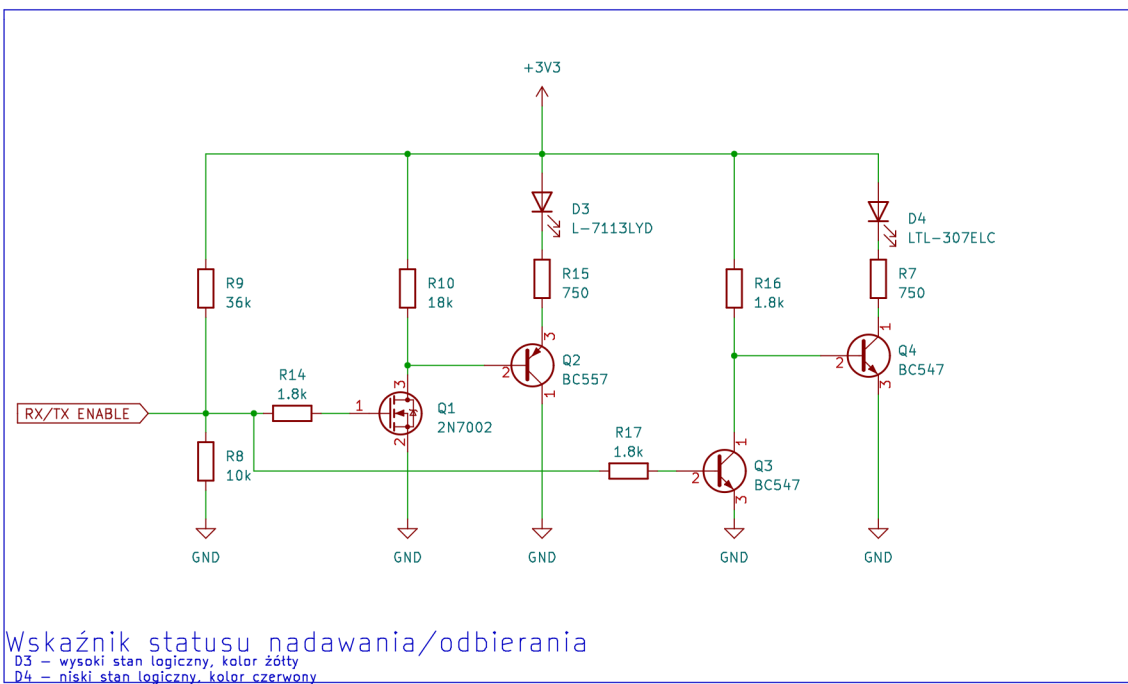 +3V3
D3
L-7113LYD
D4
LTL-307ELC
R9
36k
R10
18k
R15
750
R16
1.8k
R7
750
3
1
2
Q2
BC557
1
2
3
Q4
BC547
R14
1.8k
RX/TX ENABLE
1
3
2
Q1
2N7002
R8
10k
R17
1.8k
1
2
3
Q3
BC547
GND
GND
GND
GND
GND
Wskaźnik statusu nadawania/odbierania
D3 – wysoki stan logiczny, kolor żółty
D4 – niski stan logiczny, kolor czerwony